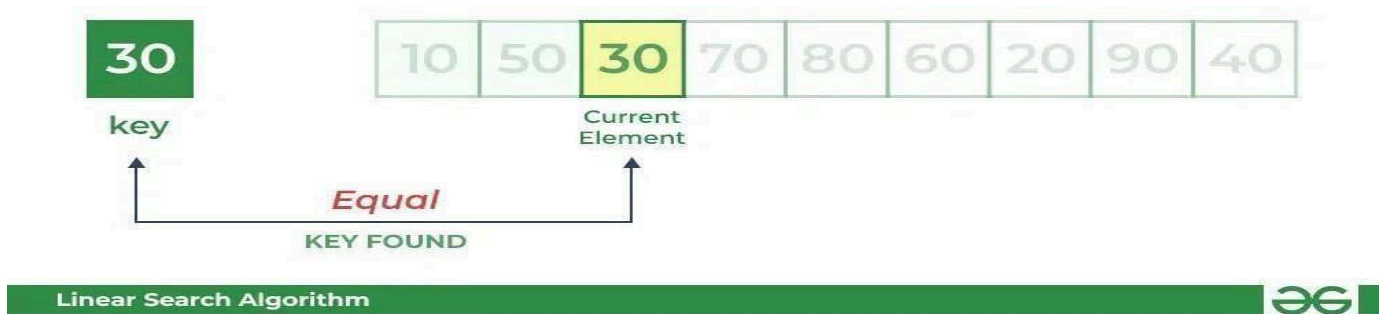 30 10 50 30 70 80 60 20 90 40
key
Current
Element
Equal
KEY FOUND
Linear Search Algorithm